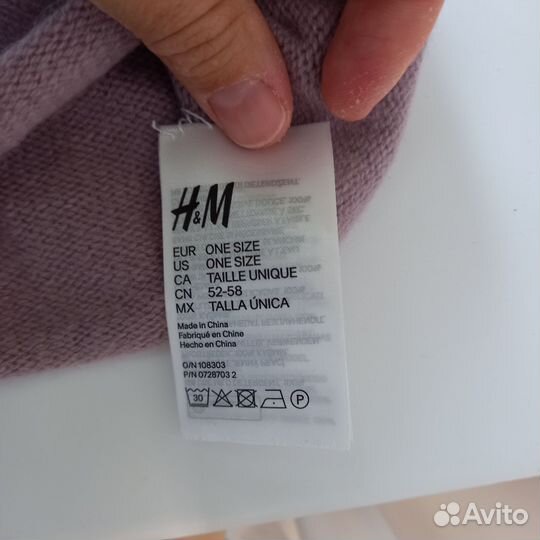 H&M
EUR ONE SIZE
US ONE SIZE
CA TAILLE UNIQUE
CN 52-58
MX TALLA ÚNICA
Made in China
Fabriqué en Chine
Hecho en China
O/N 108303
P/N 0728703 2
30
P
Avito